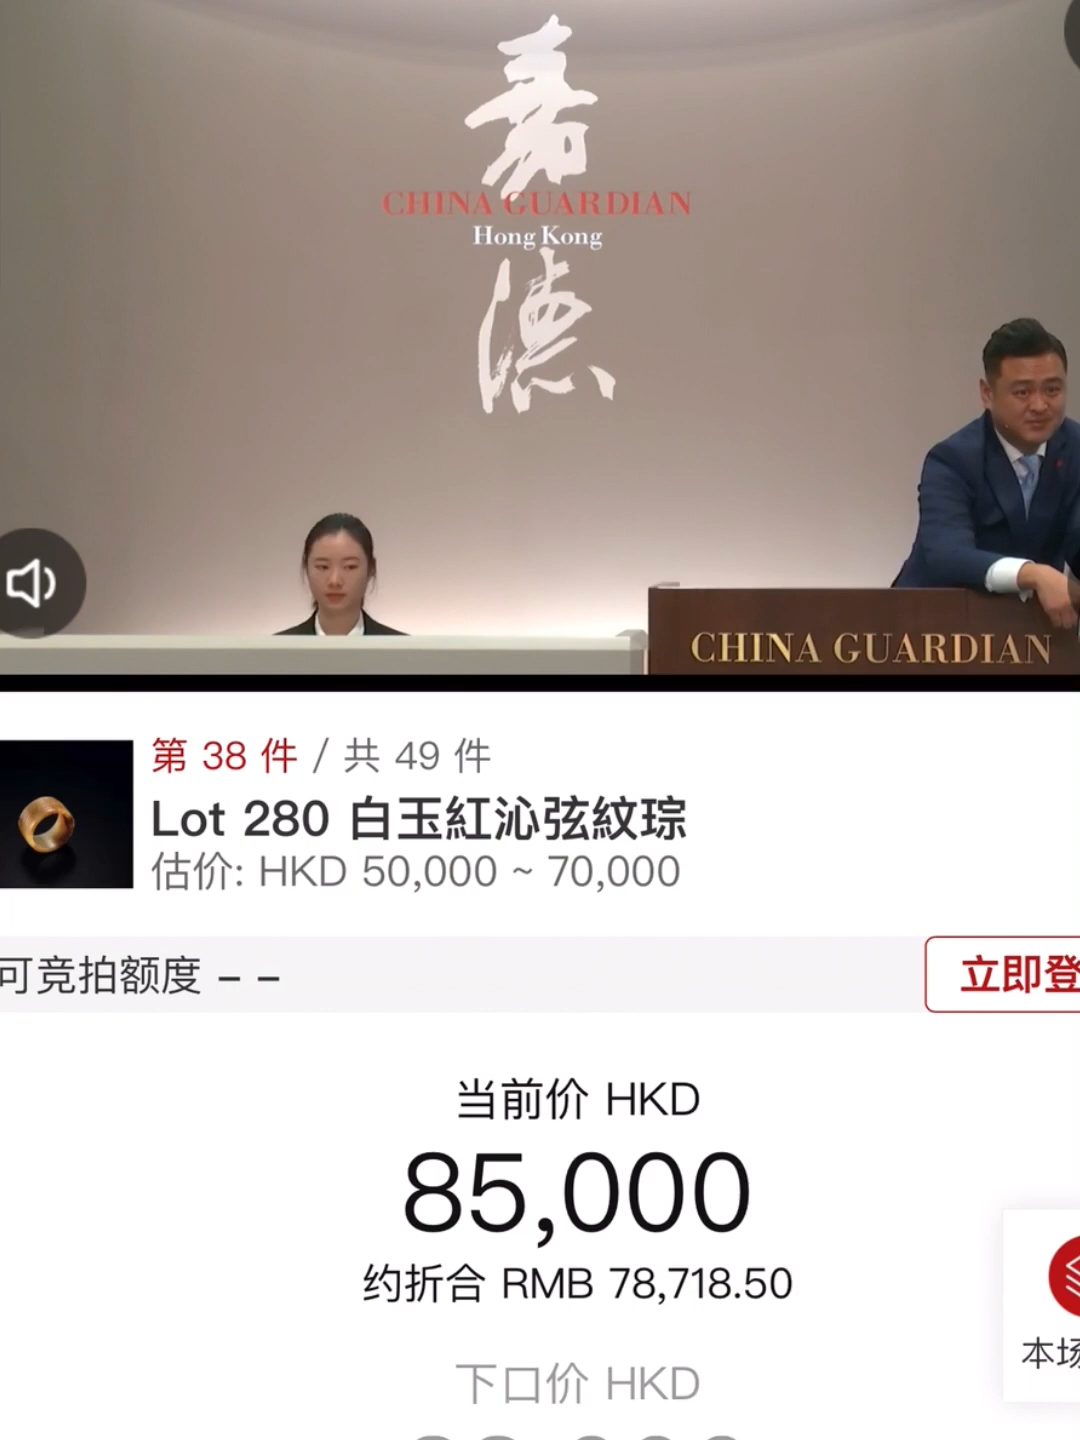 嘉
CHINA GUARDIAN
Hong Kong
德
CHINA GUARDIAN
第 38 件 / 共 49 件
Lot 280 白玉紅沁弦紋琮
估价: HKD 50,000 ~ 70,000
可竞拍额度 – –
立即登
当前价 HKD
85,000
约折合 RMB 78,718.50
本场
下口价 HKD